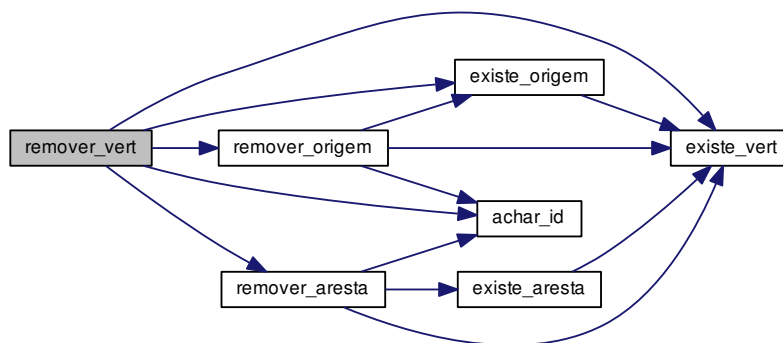 existe_origem
remover_vert
remover_origem
existe_vert
achar_id
remover_aresta
existe_aresta